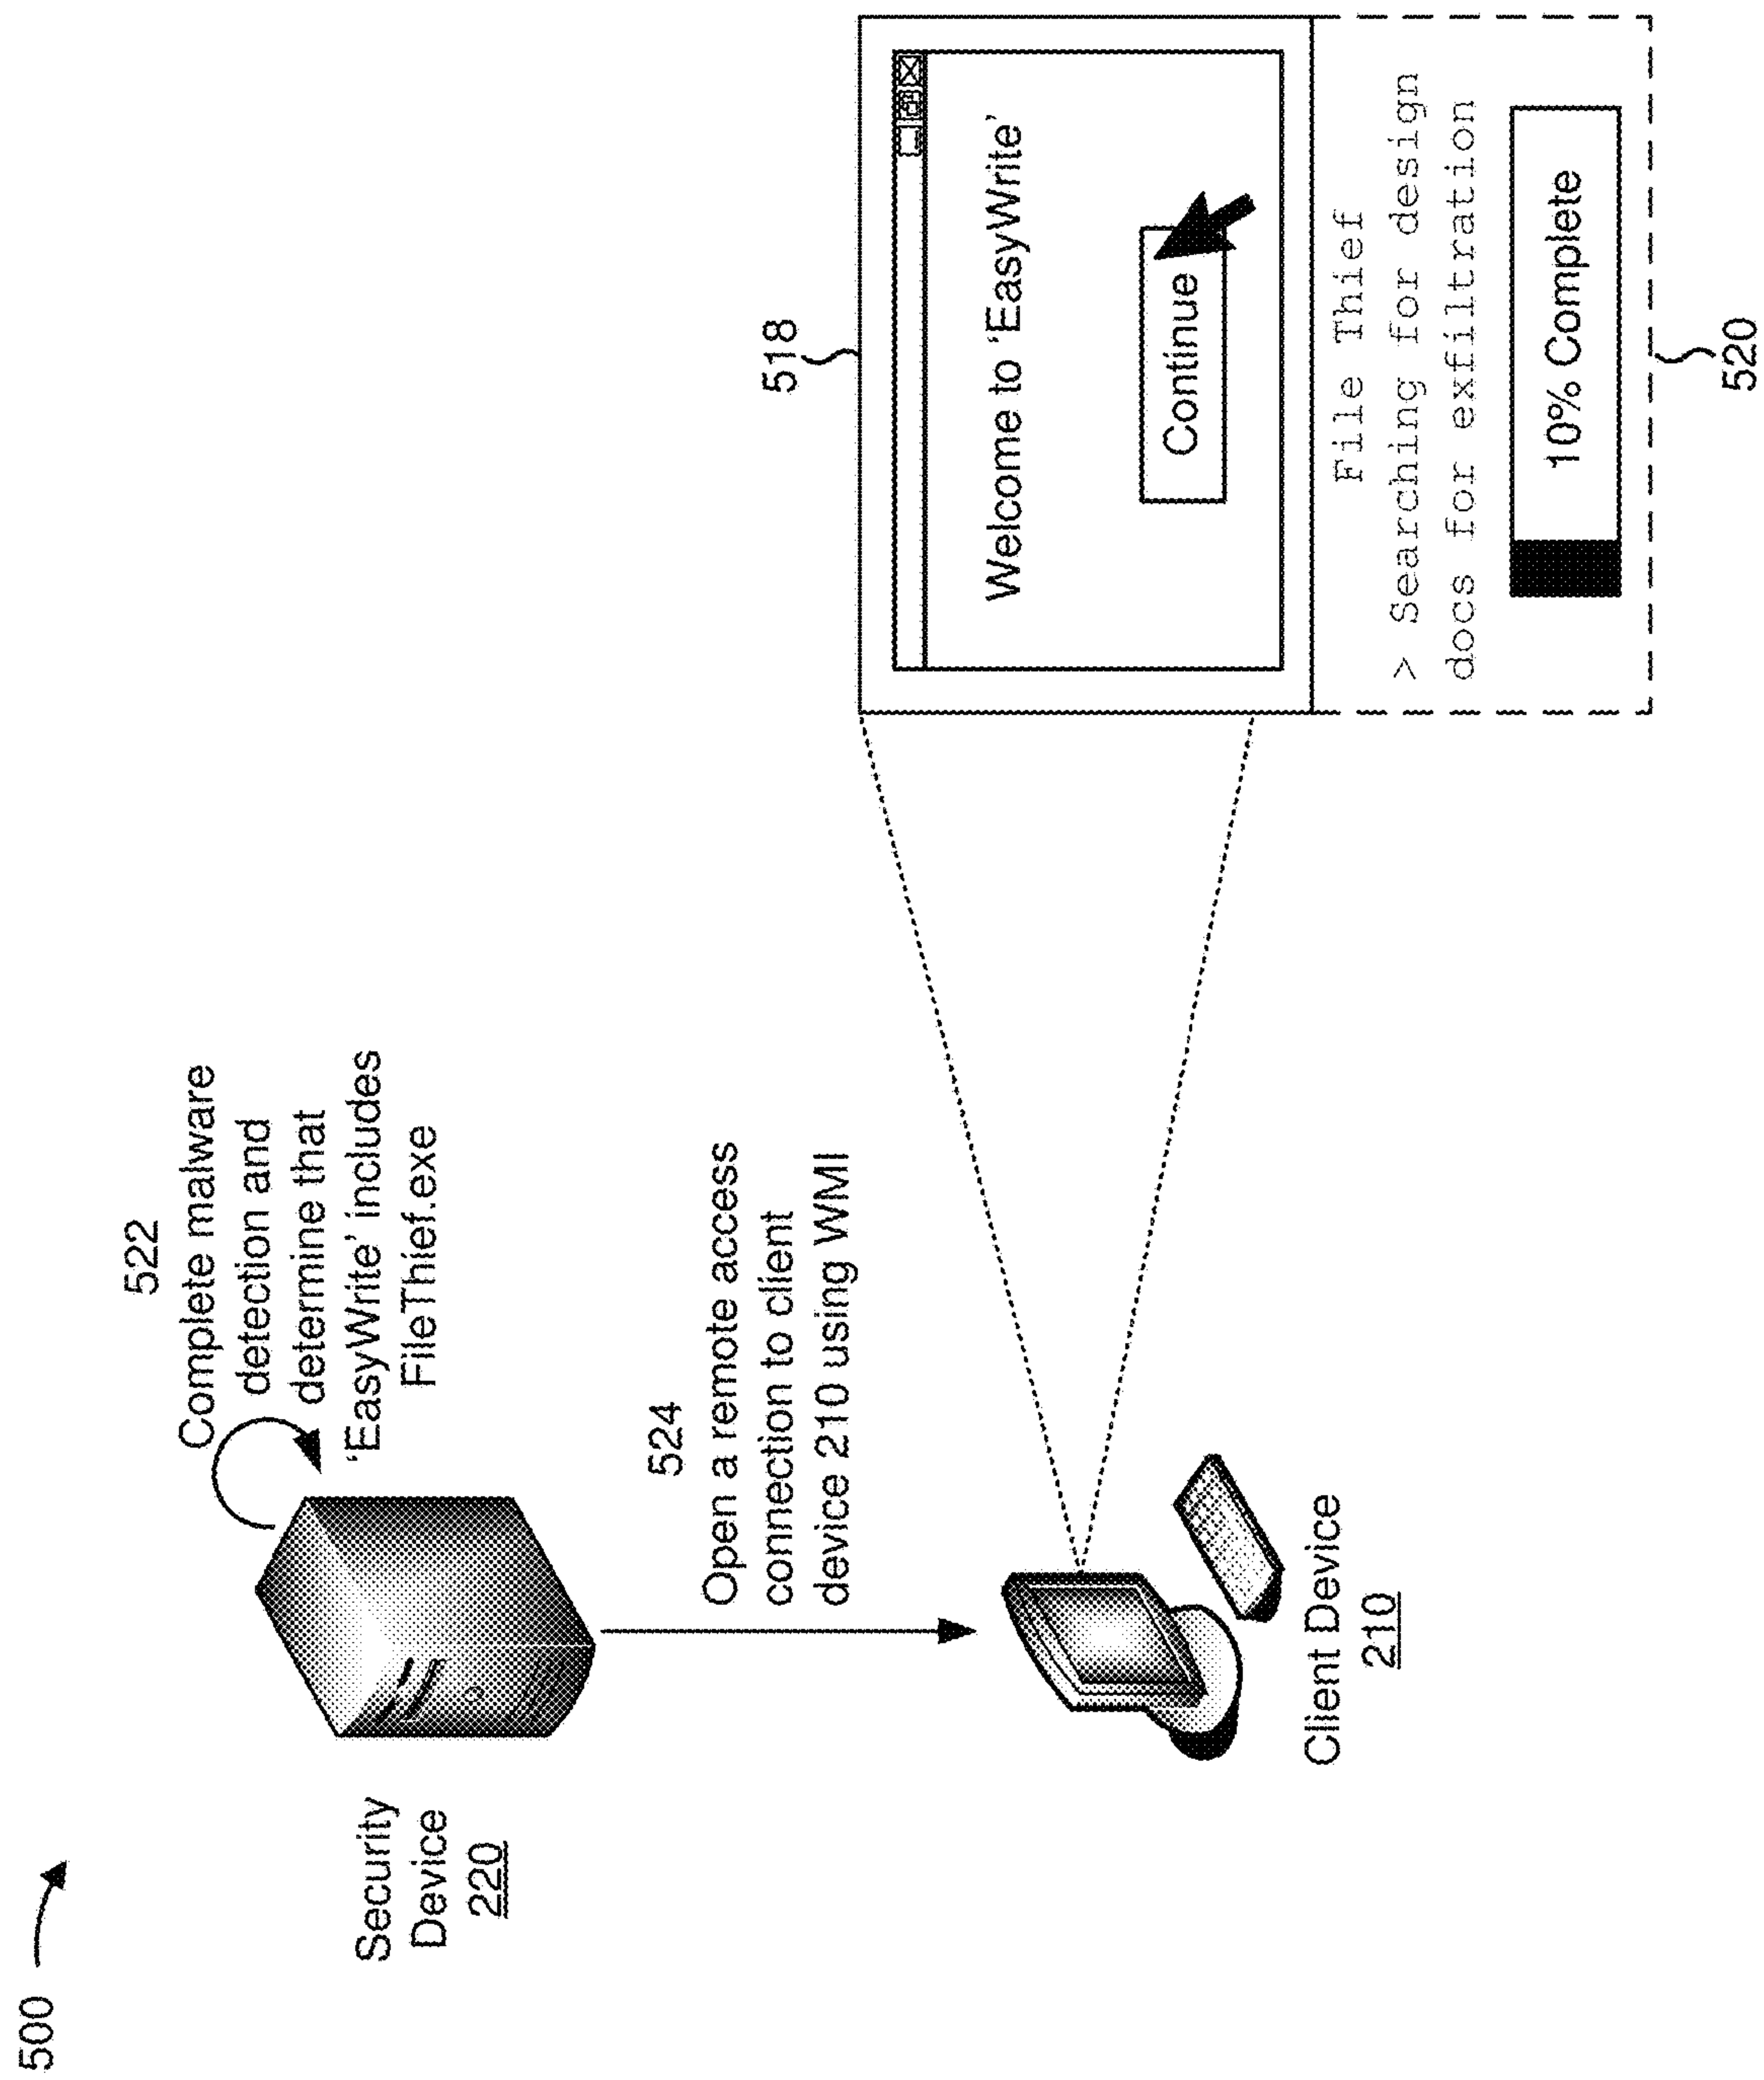 500
Security
Device
220
522
Complete malware
detection and
determine that
'EasyWrite' includes
FileThief.exe
524
Open a remote access
connection to client
device 210 using WMI
Client Device
210
518
Welcome to 'EasyWrite'
Continue
File Thief
> Searching for design
docs for exfiltration
10% Complete
520